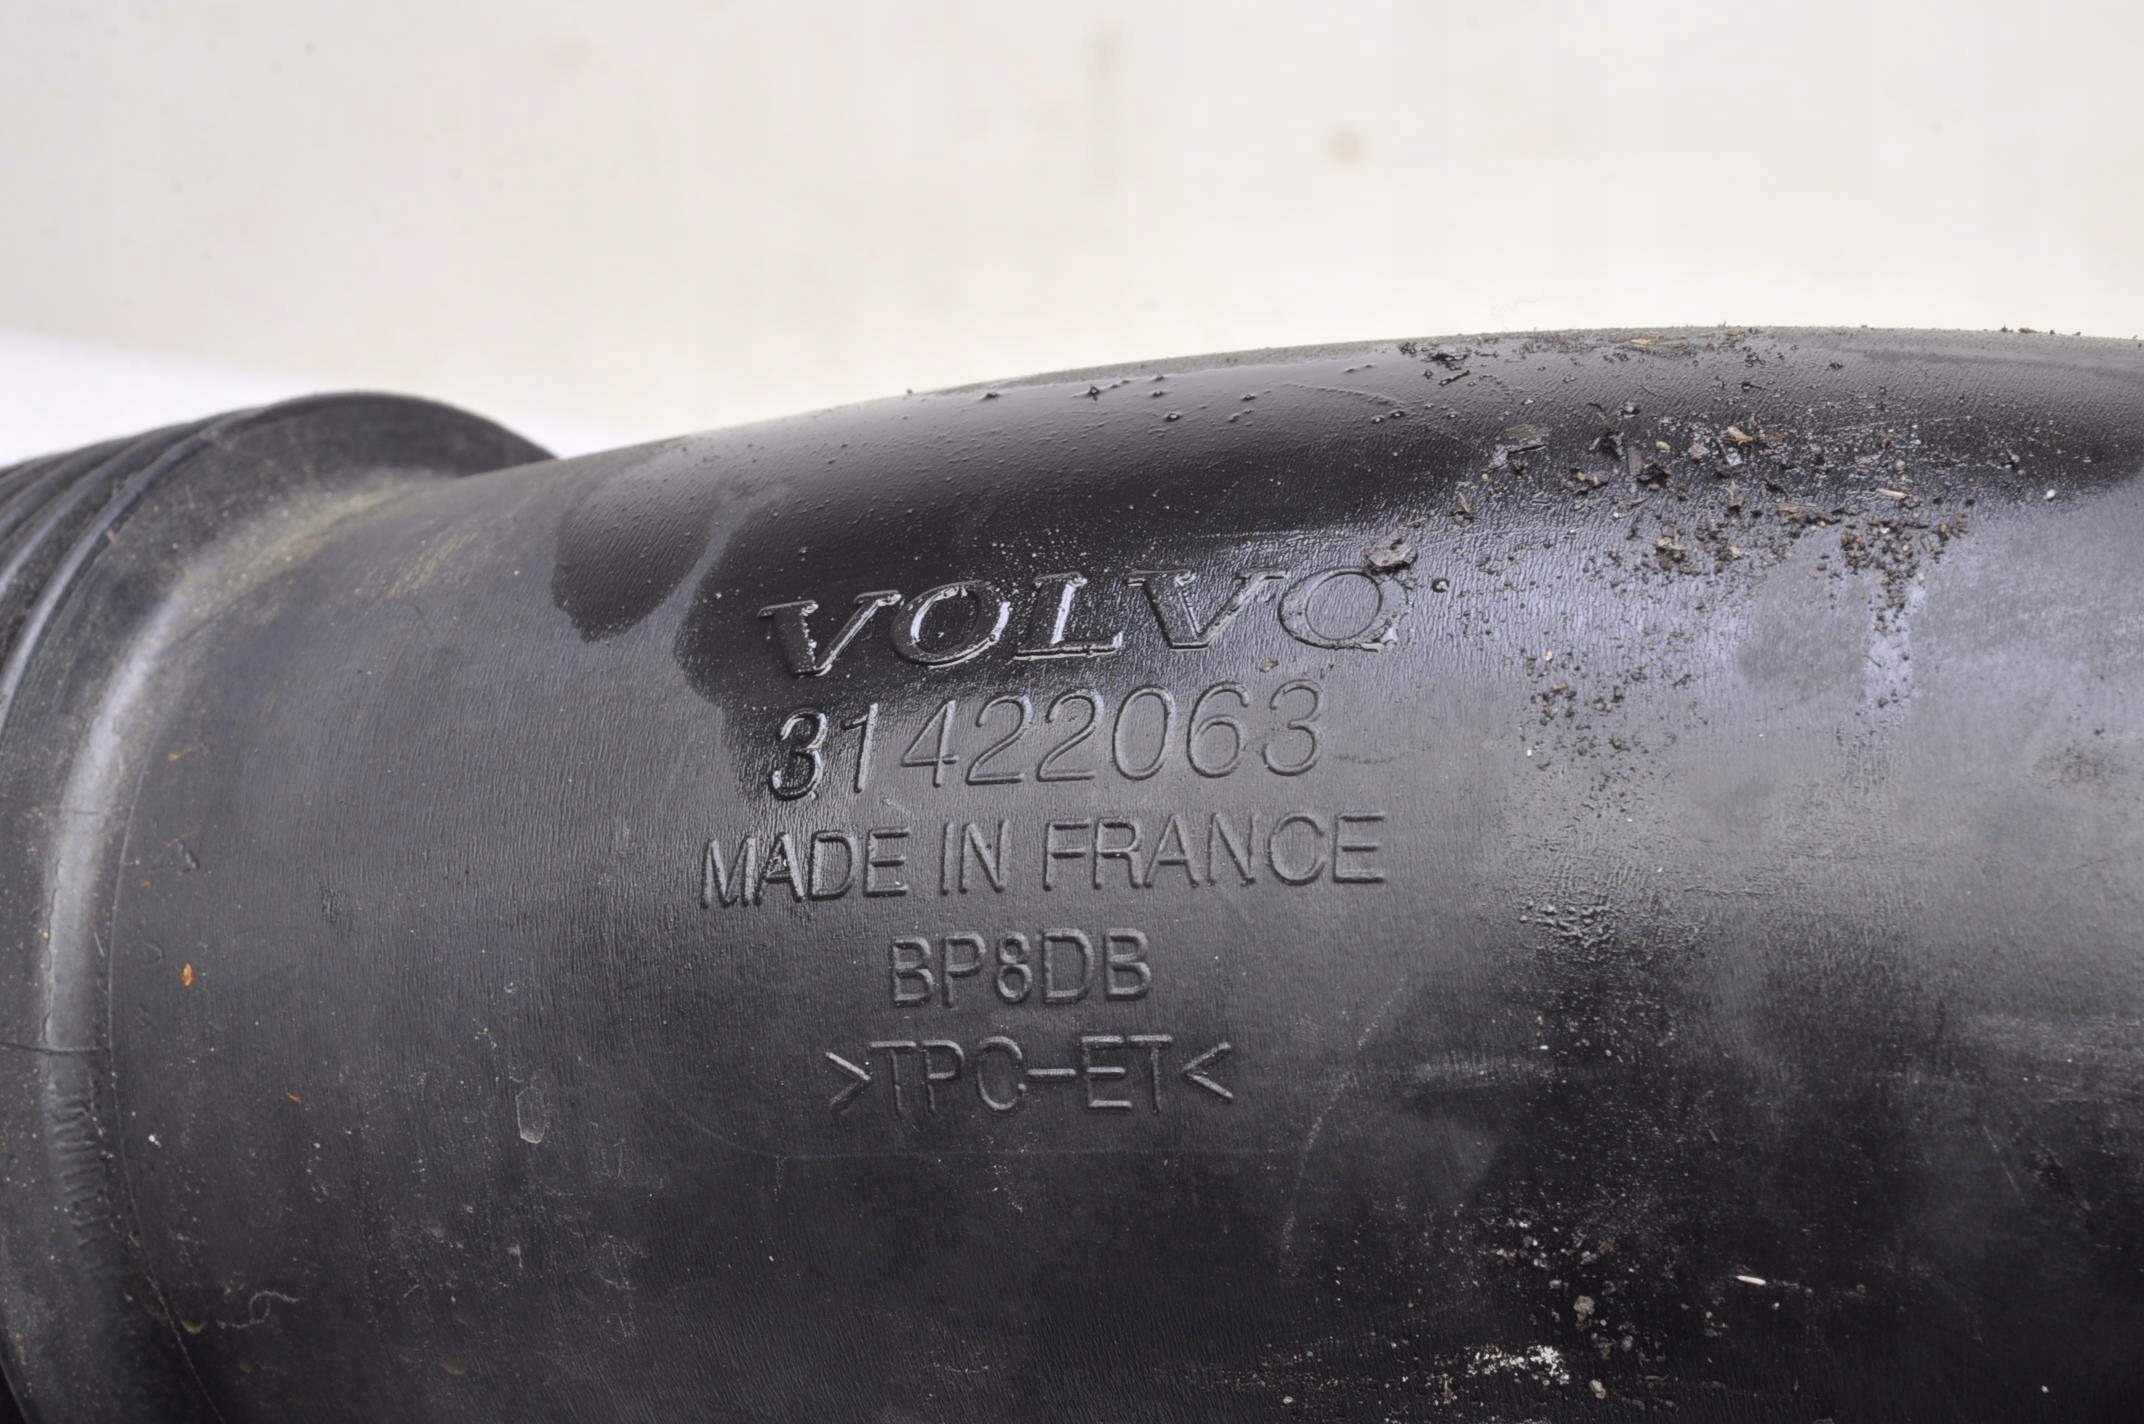 VOLVO
31422063
MADE IN FRANCE
BP8DB
>TPC-ET<